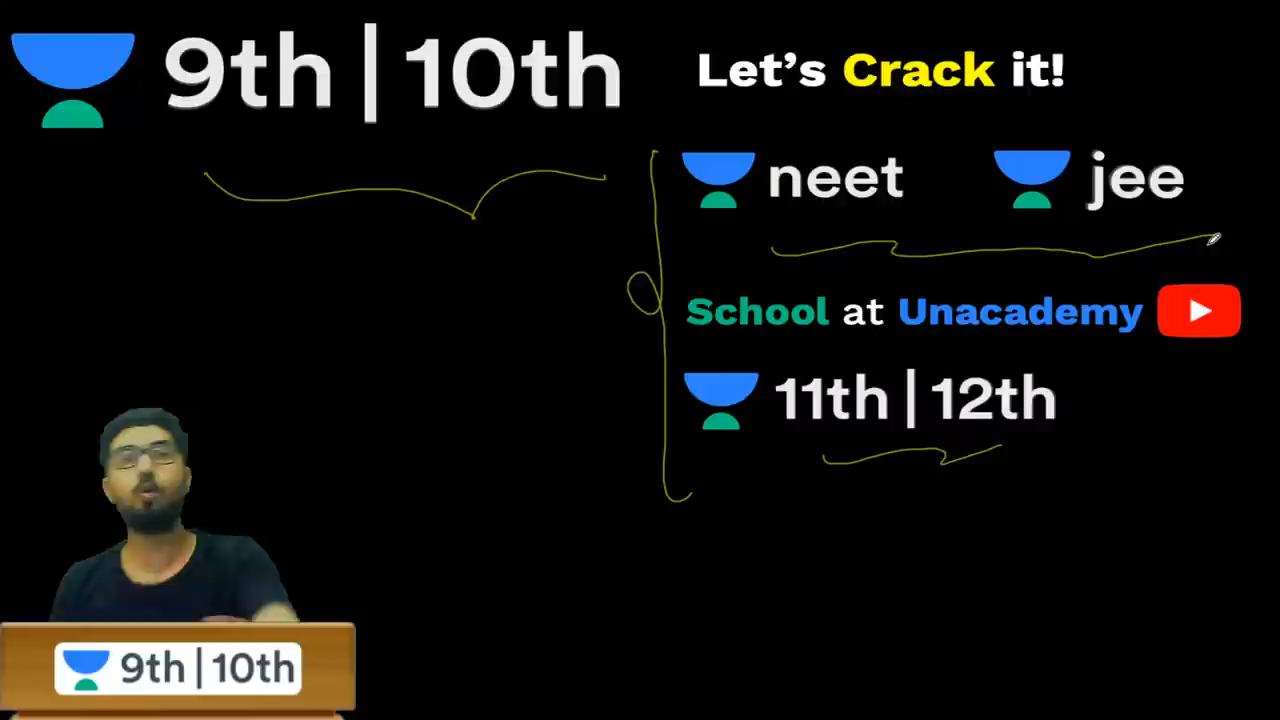 9th | 10th
Let's Crack it!
neet
jee
School at Unacademy
11th | 12th
9th | 10th